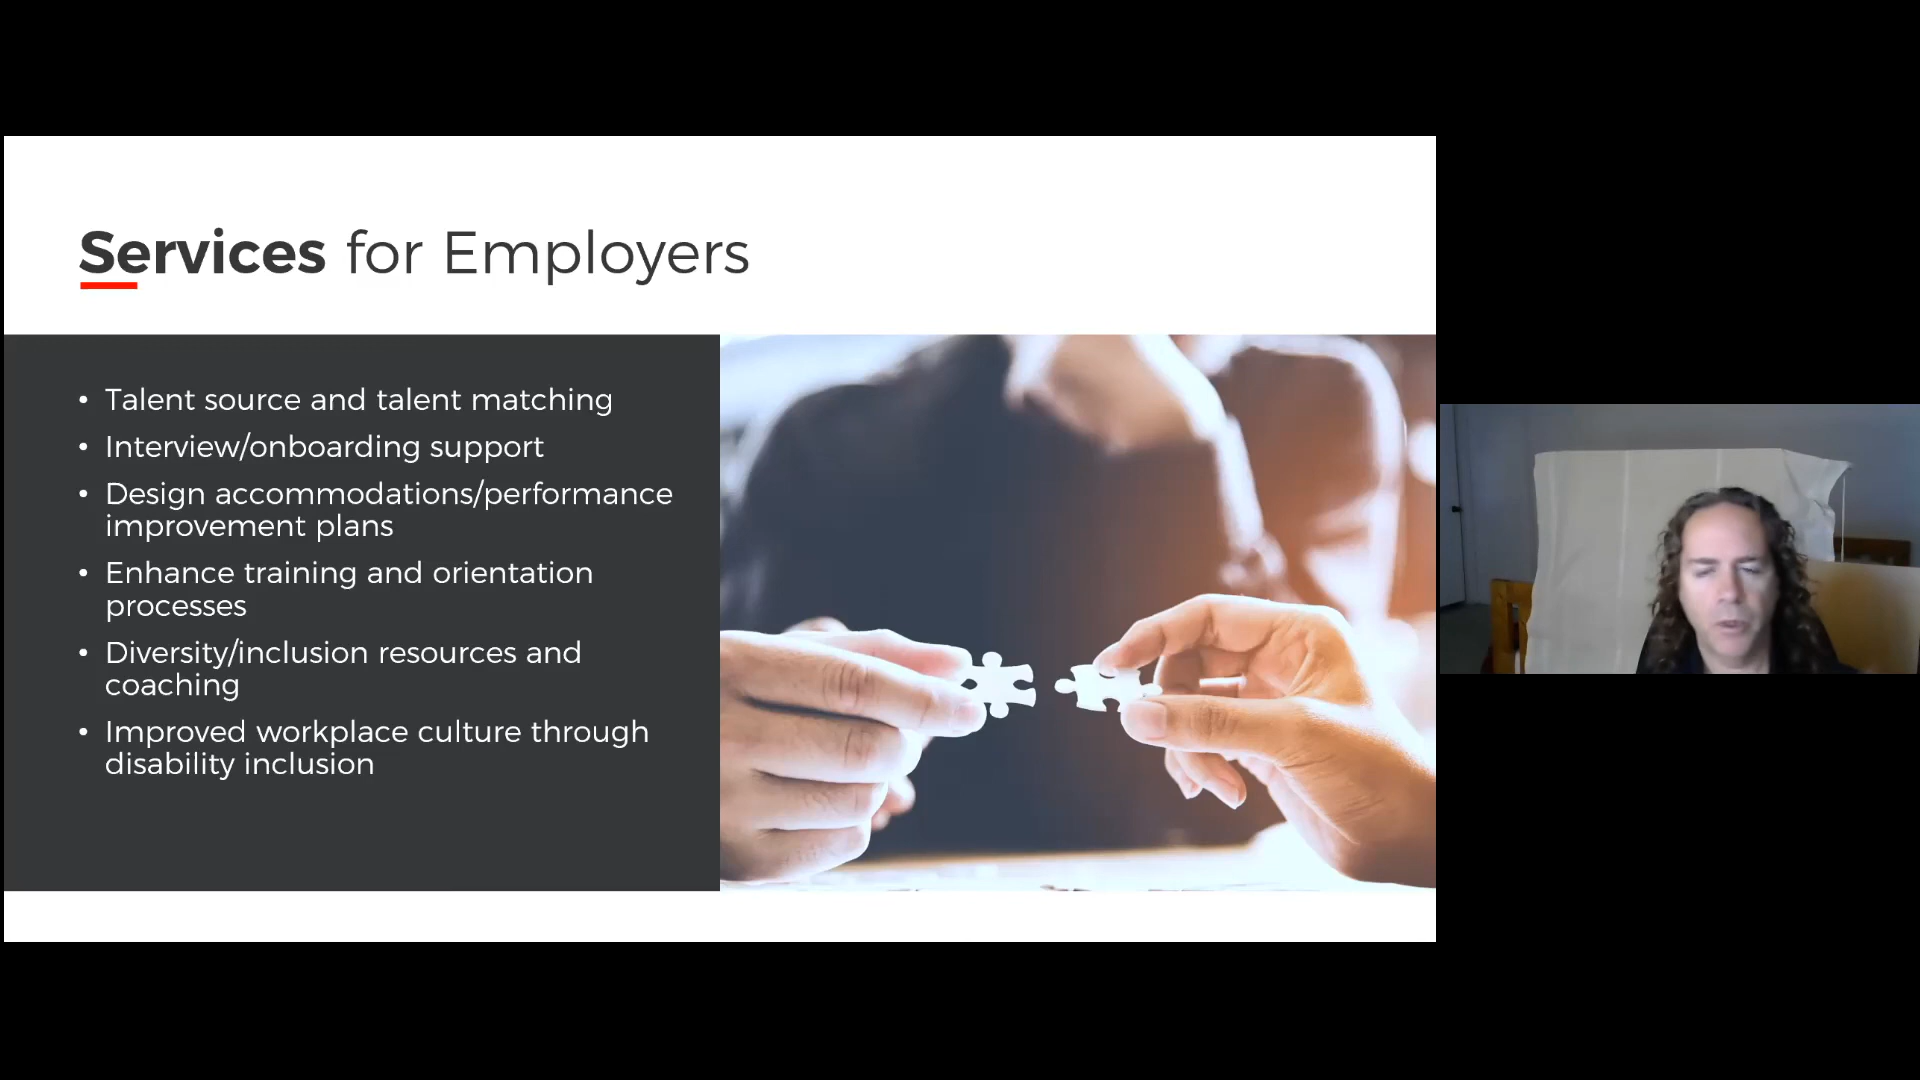 Services for Employers
• Talent source and talent matching
• Interview/onboarding support
• Design accommodations/performance
improvement plans
• Enhance training and orientation
processes
• Diversity/inclusion resources and
coaching
• Improved workplace culture through
disability inclusion